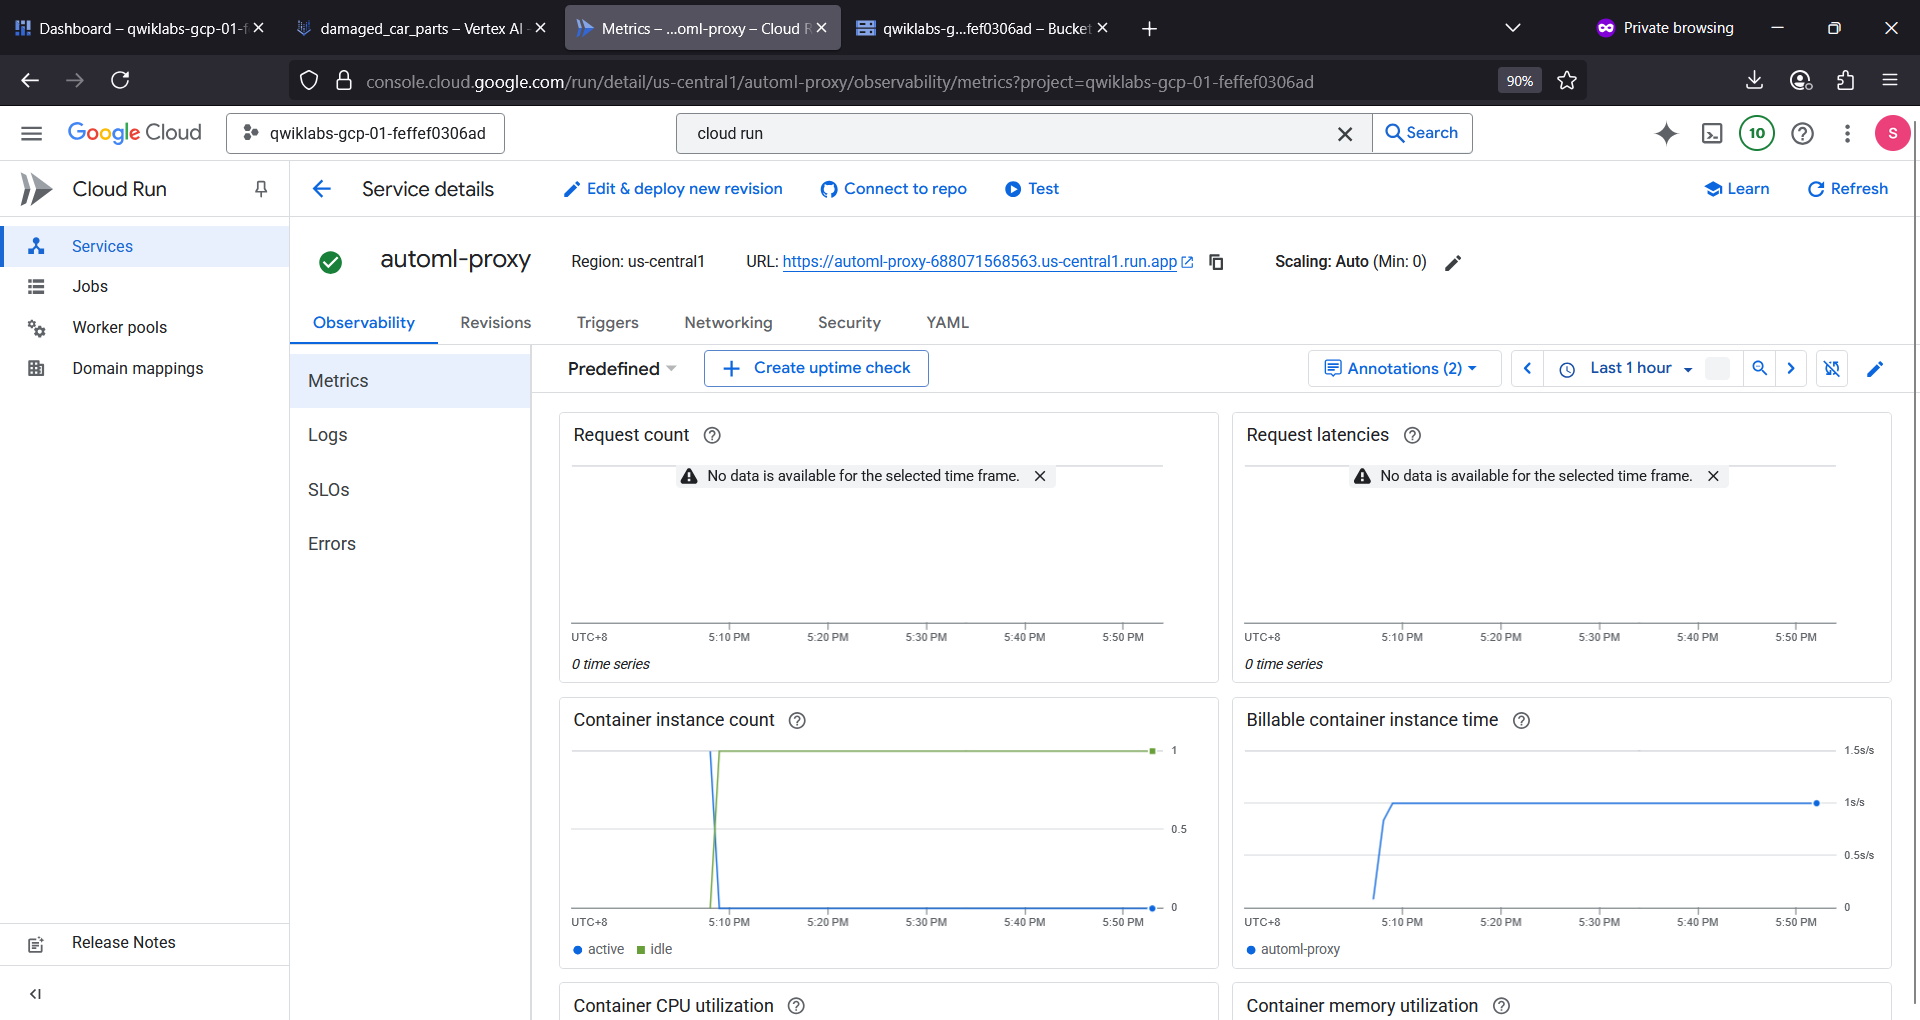 Dashboard – qwiklabs-gcp-01-f
damaged_car_parts – Vertex AI -
Metrics – ...oml-proxy – Cloud R
qwiklabs-g...fef0306ad – Bucket
Private browsing
console.cloud.google.com/run/detail/us-central1/automl-proxy/observability/metrics?project=qwiklabs-gcp-01-feffef0306ad
90%
Google Cloud
qwiklabs-gcp-01-feffef0306ad
cloud run
Search
10
S
Cloud Run
Service details
Edit & deploy new revision
Connect to repo
Test
Learn
Refresh
Services
Jobs
Worker pools
Domain mappings
automl-proxy
Region: us-central1
URL: https://automl-proxy-688071568563.us-central1.run.app
Scaling: Auto (Min: 0)
Observability
Revisions
Triggers
Networking
Security
YAML
Metrics
Logs
SLOs
Errors
Predefined
Create uptime check
Annotations (2)
Last 1 hour
Request count
No data is available for the selected time frame.
UTC+8
5:10 PM
5:20 PM
5:30 PM
5:40 PM
5:50 PM
0 time series
Request latencies
No data is available for the selected time frame.
UTC+8
5:10 PM
5:20 PM
5:30 PM
5:40 PM
5:50 PM
0 time series
Container instance count
1
0.5
0
UTC+8
5:10 PM
5:20 PM
5:30 PM
5:40 PM
5:50 PM
active
idle
Billable container instance time
1.5s/s
1s/s
0.5s/s
0
UTC+8
5:10 PM
5:20 PM
5:30 PM
5:40 PM
5:50 PM
automl-proxy
Container CPU utilization
Container memory utilization
Release Notes